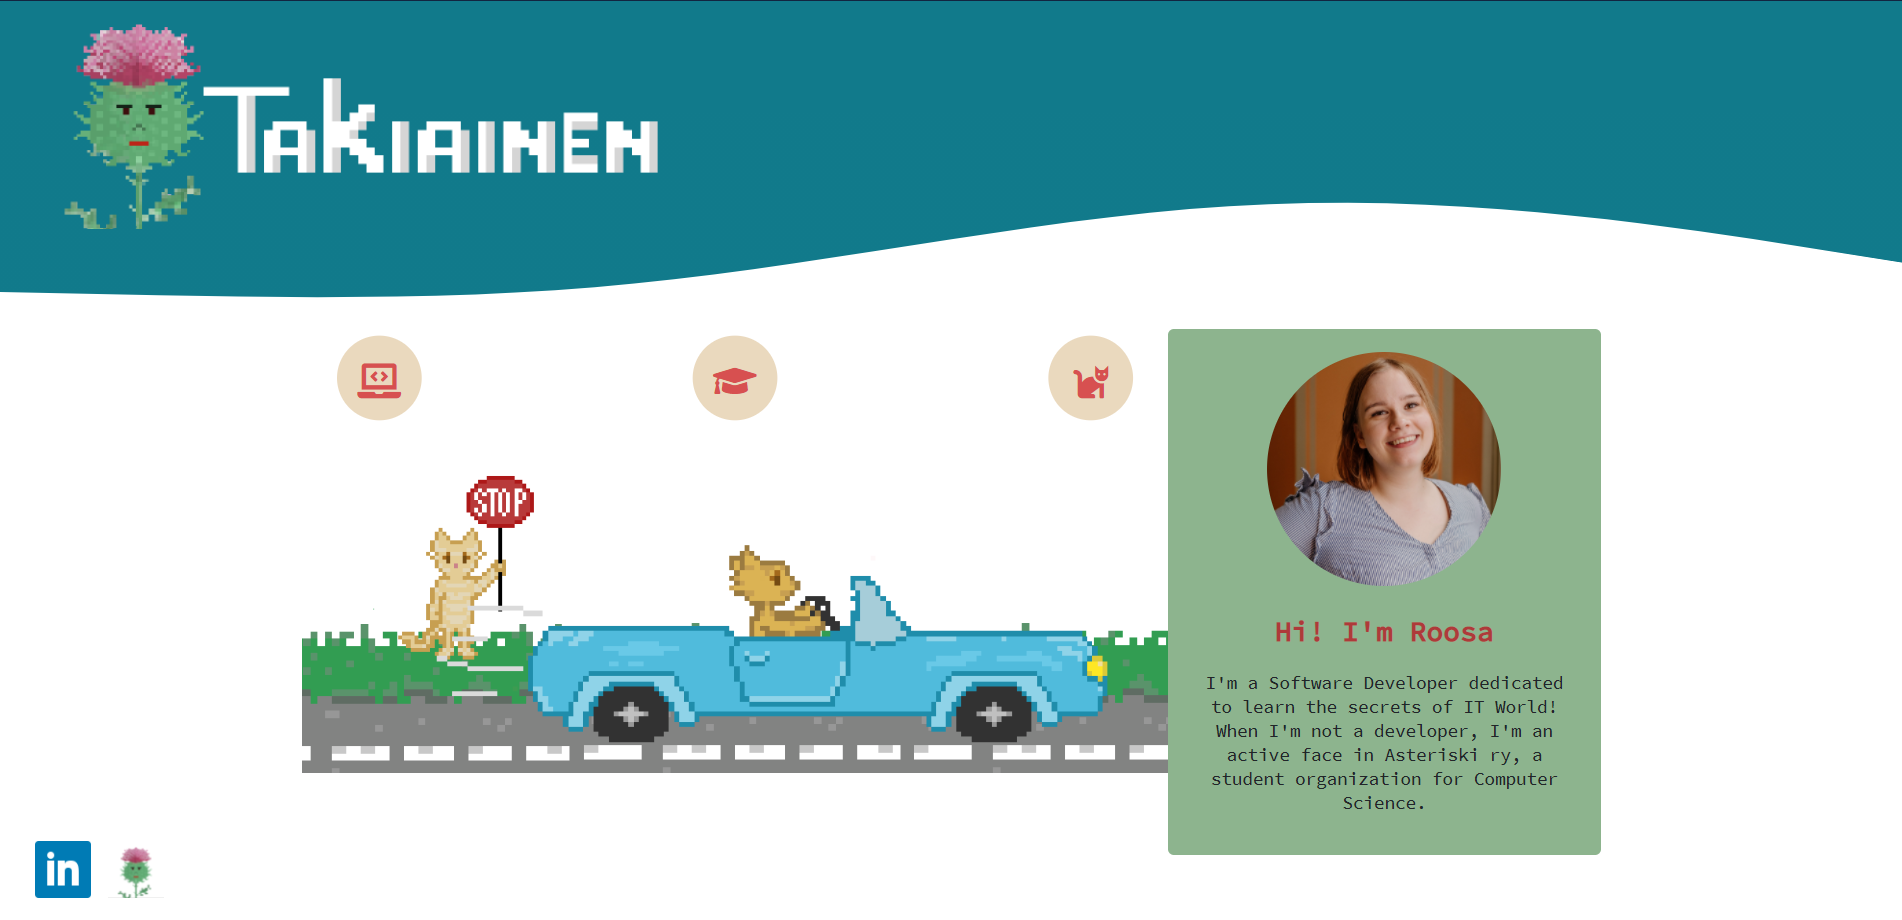 TAKIAINEN
STOP
Hi! I'm Roosa
I'm a Software Developer dedicated
to learn the secrets of IT World!
When I'm not a developer, I'm an
active face in Asteriski ry, a
student organization for Computer
Science.
in